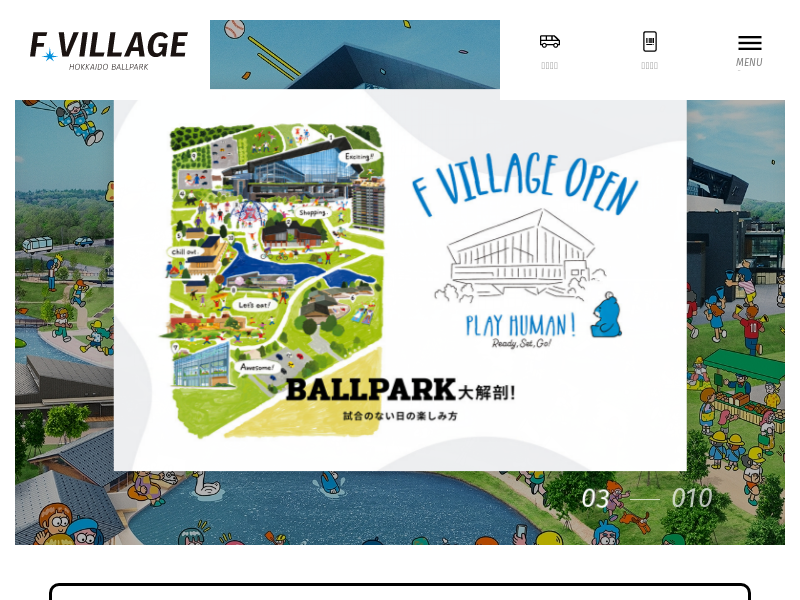 F VILLAGE
HOKKAIDO BALLPARK
MENU
Exciting!!
Shopping.
Chill out.
Let's eat!
Awesome!
F VILLAGE OPEN
PLAY HUMAN!
Ready, Set, Go!
BALLPARK大解剖!
試合のない日の楽しみ方
03
010